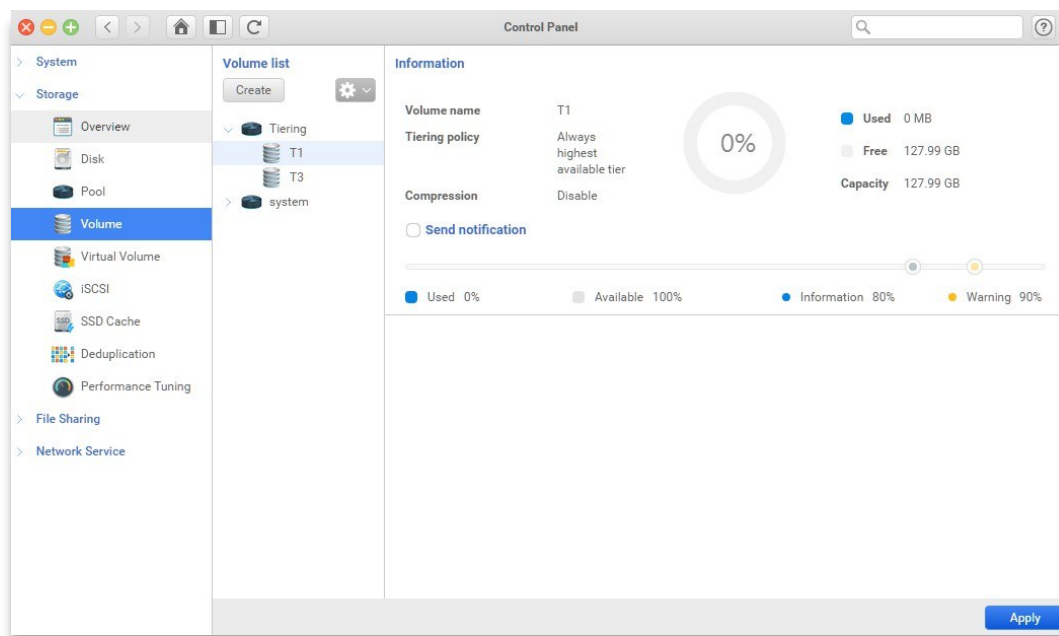 Control Panel
?
System
Storage
Overview
Disk
Pool
Volume
Virtual Volume
iSCSI
SSD
SSD Cache
Deduplication
Performance Tuning
File Sharing
Network Service
Volume list
Create
Tiering
T1
T3
system
Information
Volume name T1
Tiering policy Always
highest
available tier
Compression Disable
0%
Used 0 MB
Free 127.99 GB
Capacity 127.99 GB
Send notification
Used 0% Available 100% Information 80% Warning 90%
Apply